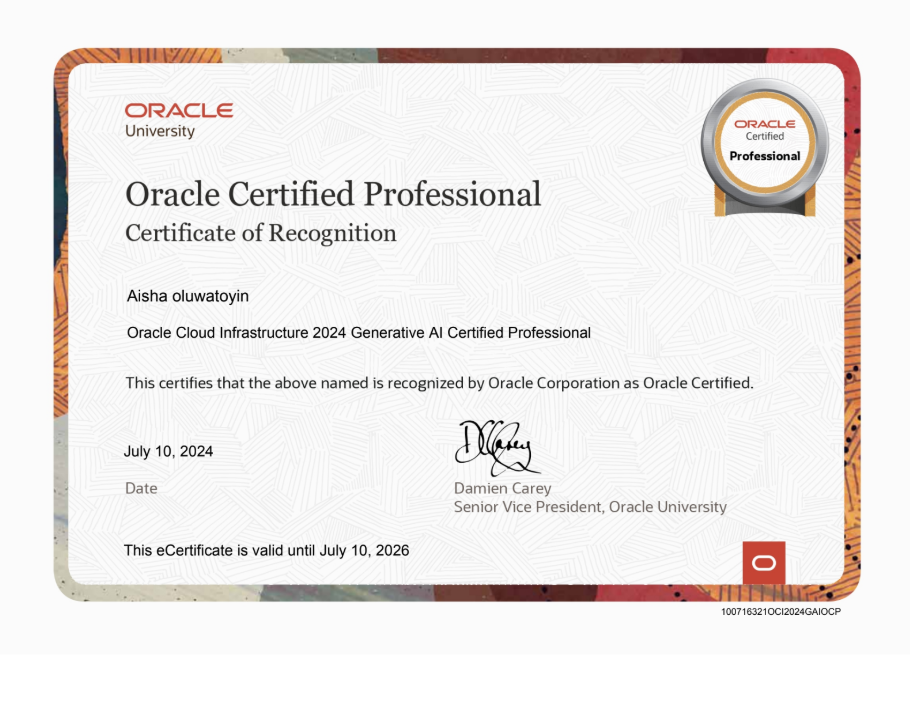 ORACLE
University
ORACLE
Certified
Professional
Oracle Certified Professional
Certificate of Recognition
Aisha oluwatoyin
Oracle Cloud Infrastructure 2024 Generative AI Certified Professional
This certifies that the above named is recognized by Oracle Corporation as Oracle Certified.
DCarey
July 10, 2024
Date
Damien Carey
Senior Vice President, Oracle University
This eCertificate is valid until July 10, 2026
100716321OCI2024GAIOCP